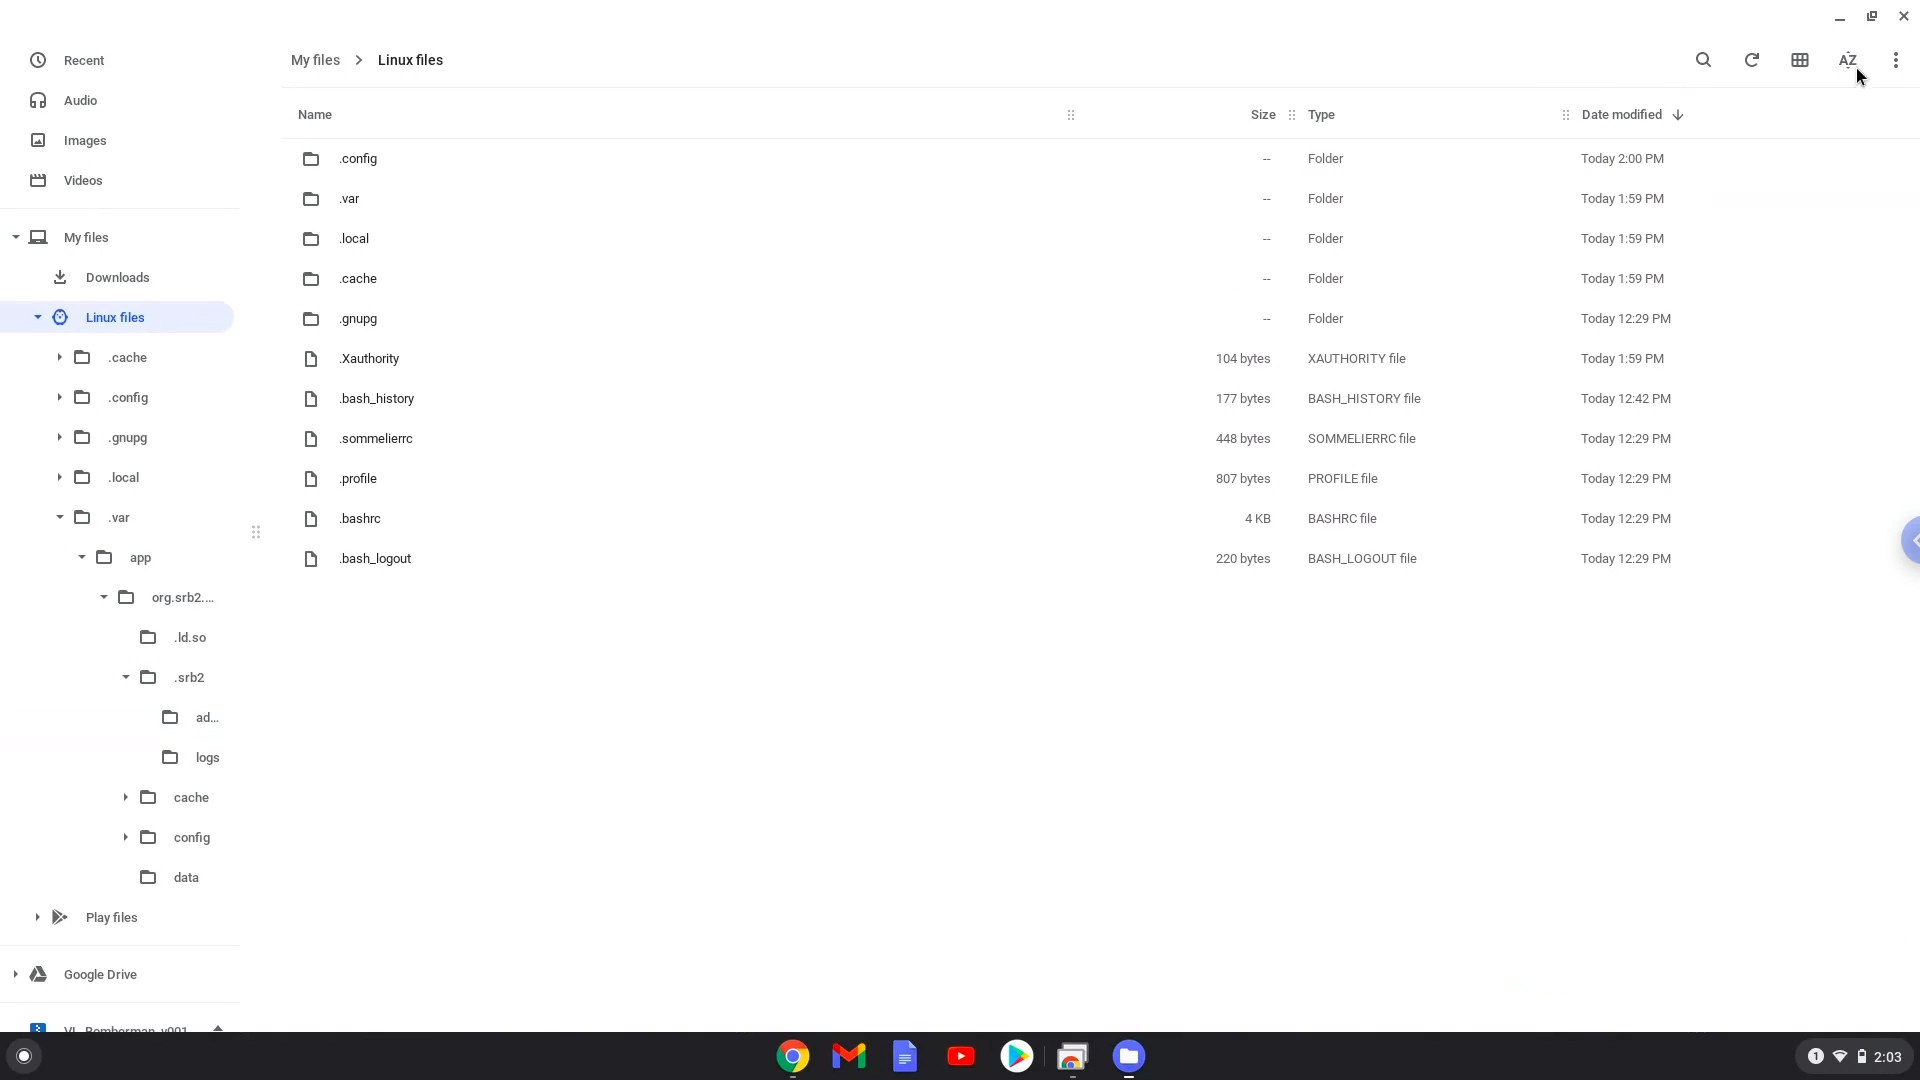 Recent
Audio
Images
Videos
My files
Downloads
Linux files
.cache
.config
.gnupg
.local
.var
app
org.srb2....
.ld.so
.srb2
ad...
logs
cache
config
data
Play files
Google Drive
VL_Bomberman_v001
My files > Linux files
AZ
Name Size Type Date modified
.config -- Folder Today 2:00 PM
.var -- Folder Today 1:59 PM
.local -- Folder Today 1:59 PM
.cache -- Folder Today 1:59 PM
.gnupg -- Folder Today 12:29 PM
.Xauthority 104 bytes XAUTHORITY file Today 1:59 PM
.bash_history 177 bytes BASH_HISTORY file Today 12:42 PM
.sommelierrc 448 bytes SOMMELIERRC file Today 12:29 PM
.profile 807 bytes PROFILE file Today 12:29 PM
.bashrc 4 KB BASHRC file Today 12:29 PM
.bash_logout 220 bytes BASH_LOGOUT file Today 12:29 PM
1 2:03